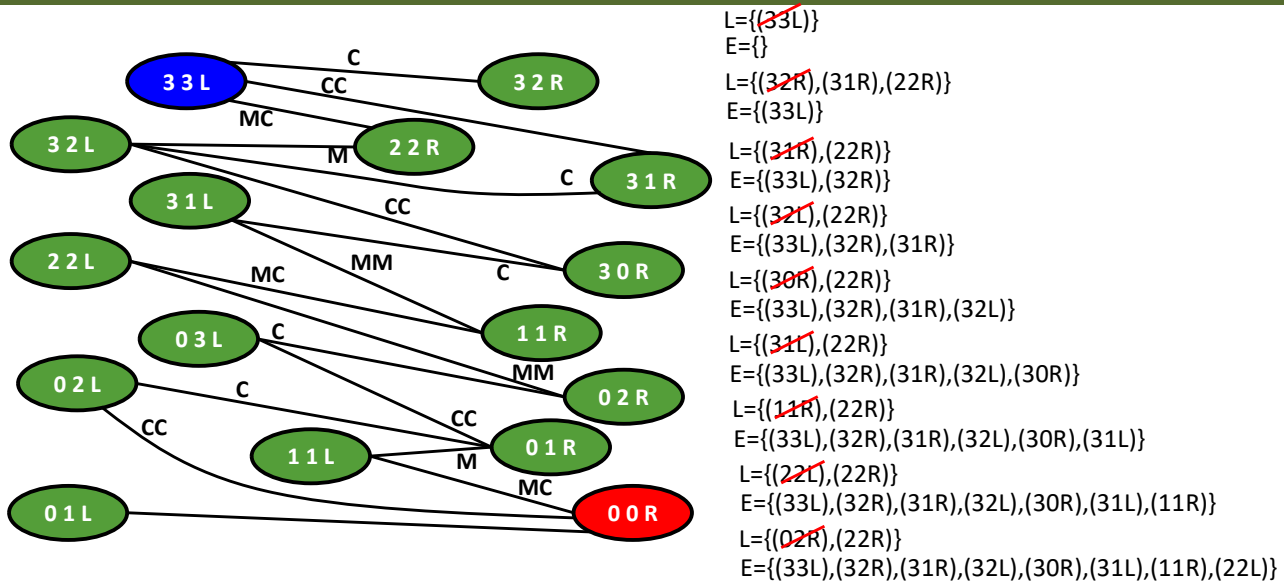 C
3 3 L
3 2 R
CC
MC
3 2 L
M
2 2 R
C
3 1 R
3 1 L
CC
2 2 L
MC
MM
C
3 0 R
0 3 L
C
1 1 R
MM
0 2 L
C
0 2 R
CC
CC
1 1 L
M
0 1 R
MC
0 1 L
0 0 R
L={(33L)}
E={}
L={(32R),(31R),(22R)}
E={(33L)}
L={(31R),(22R)}
E={(33L),(32R)}
L={(32L),(22R)}
E={(33L),(32R),(31R)}
L={(30R),(22R)}
E={(33L),(32R),(31R),(32L)}
L={(31L),(22R)}
E={(33L),(32R),(31R),(32L),(30R)}
L={(11R),(22R)}
E={(33L),(32R),(31R),(32L),(30R),(31L)}
L={(22L),(22R)}
E={(33L),(32R),(31R),(32L),(30R),(31L),(11R)}
L={(02R),(22R)}
E={(33L),(32R),(31R),(32L),(30R),(31L),(11R),(22L)}